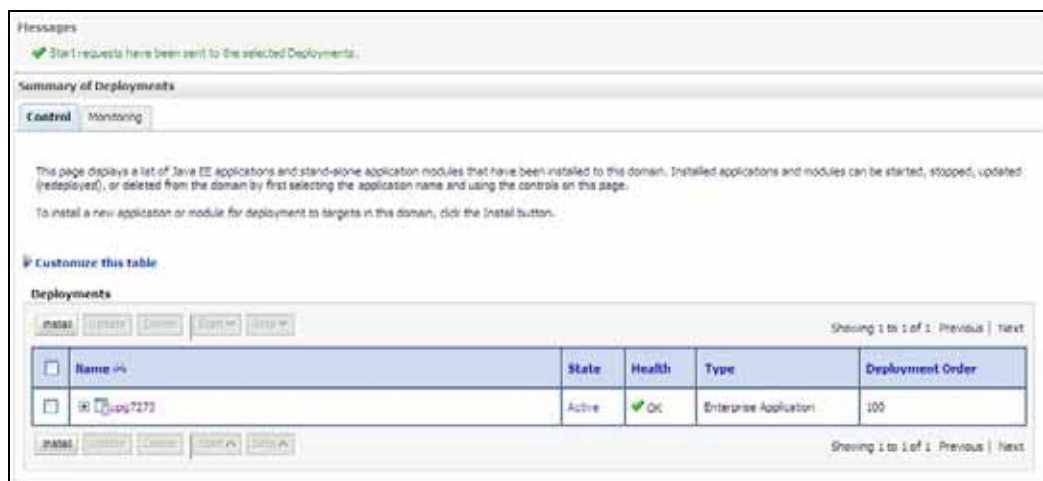 Messages
Start requests have been sent to the selected Deployments.
Summary of Deployments
Control Monitoring
This page displays a list of Java EE applications and stand-alone application modules that have been installed to this domain. Installed applications and modules can be started, stopped, updated
(redeployed), or deleted from the domain by first selecting the application name and using the controls on this page.
To install a new application or module for deployment to targets in this domain, click the Install button.
Customize this table
Deployments
Install Update Delete Start Stop Showing 1 to 1 of 1 Previous | Next
Name State Health Type Deployment Order
Active OK Enterprise Application 100
Install Update Delete Start Stop Showing 1 to 1 of 1 Previous | Next